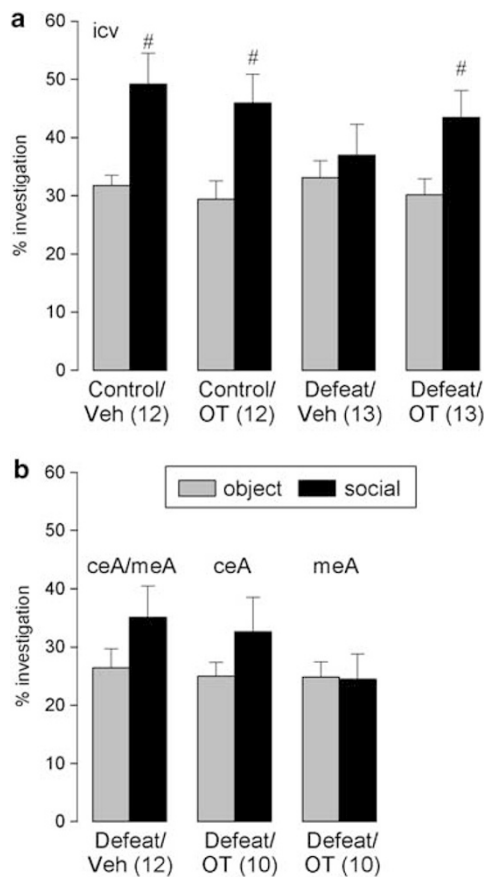 a
icv
# # #
% investigation
60
50
40
30
20
10
0
Control/ Control/ Defeat/ Defeat/
Veh (12) OT (12) Veh (13) OT (13)
b
object social
ceA/meA ceA meA
% investigation
60
50
40
30
20
10
0
Defeat/ Defeat/ Defeat/
Veh (12) OT (10) OT (10)